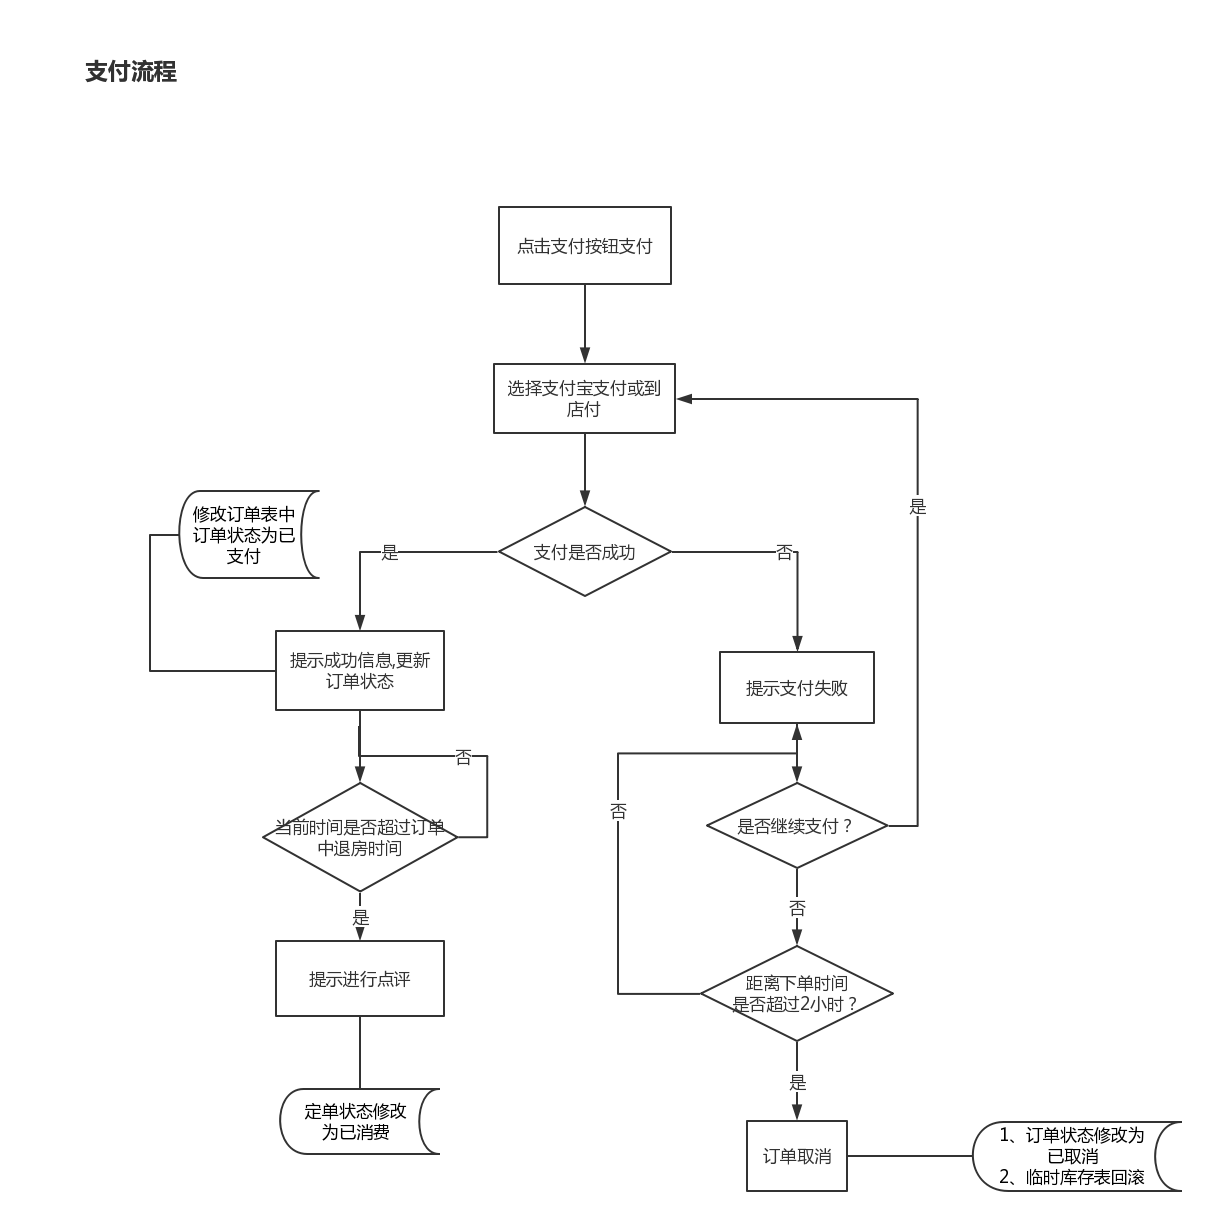 支付流程
点击支付按钮支付
选择支付宝支付或到
店付
是
修改订单表中
订单状态为已
支付
是
支付是否成功
否
提示成功信息,更新
订单状态
提示支付失败
否
否
当前时间是否超过订单
中退房时间
是否继续支付？
是
否
提示进行点评
距离下单时间
是否超过2小时？
是
定单状态修改
为已消费
订单取消
1、订单状态修改为
已取消
2、临时库存表回滚